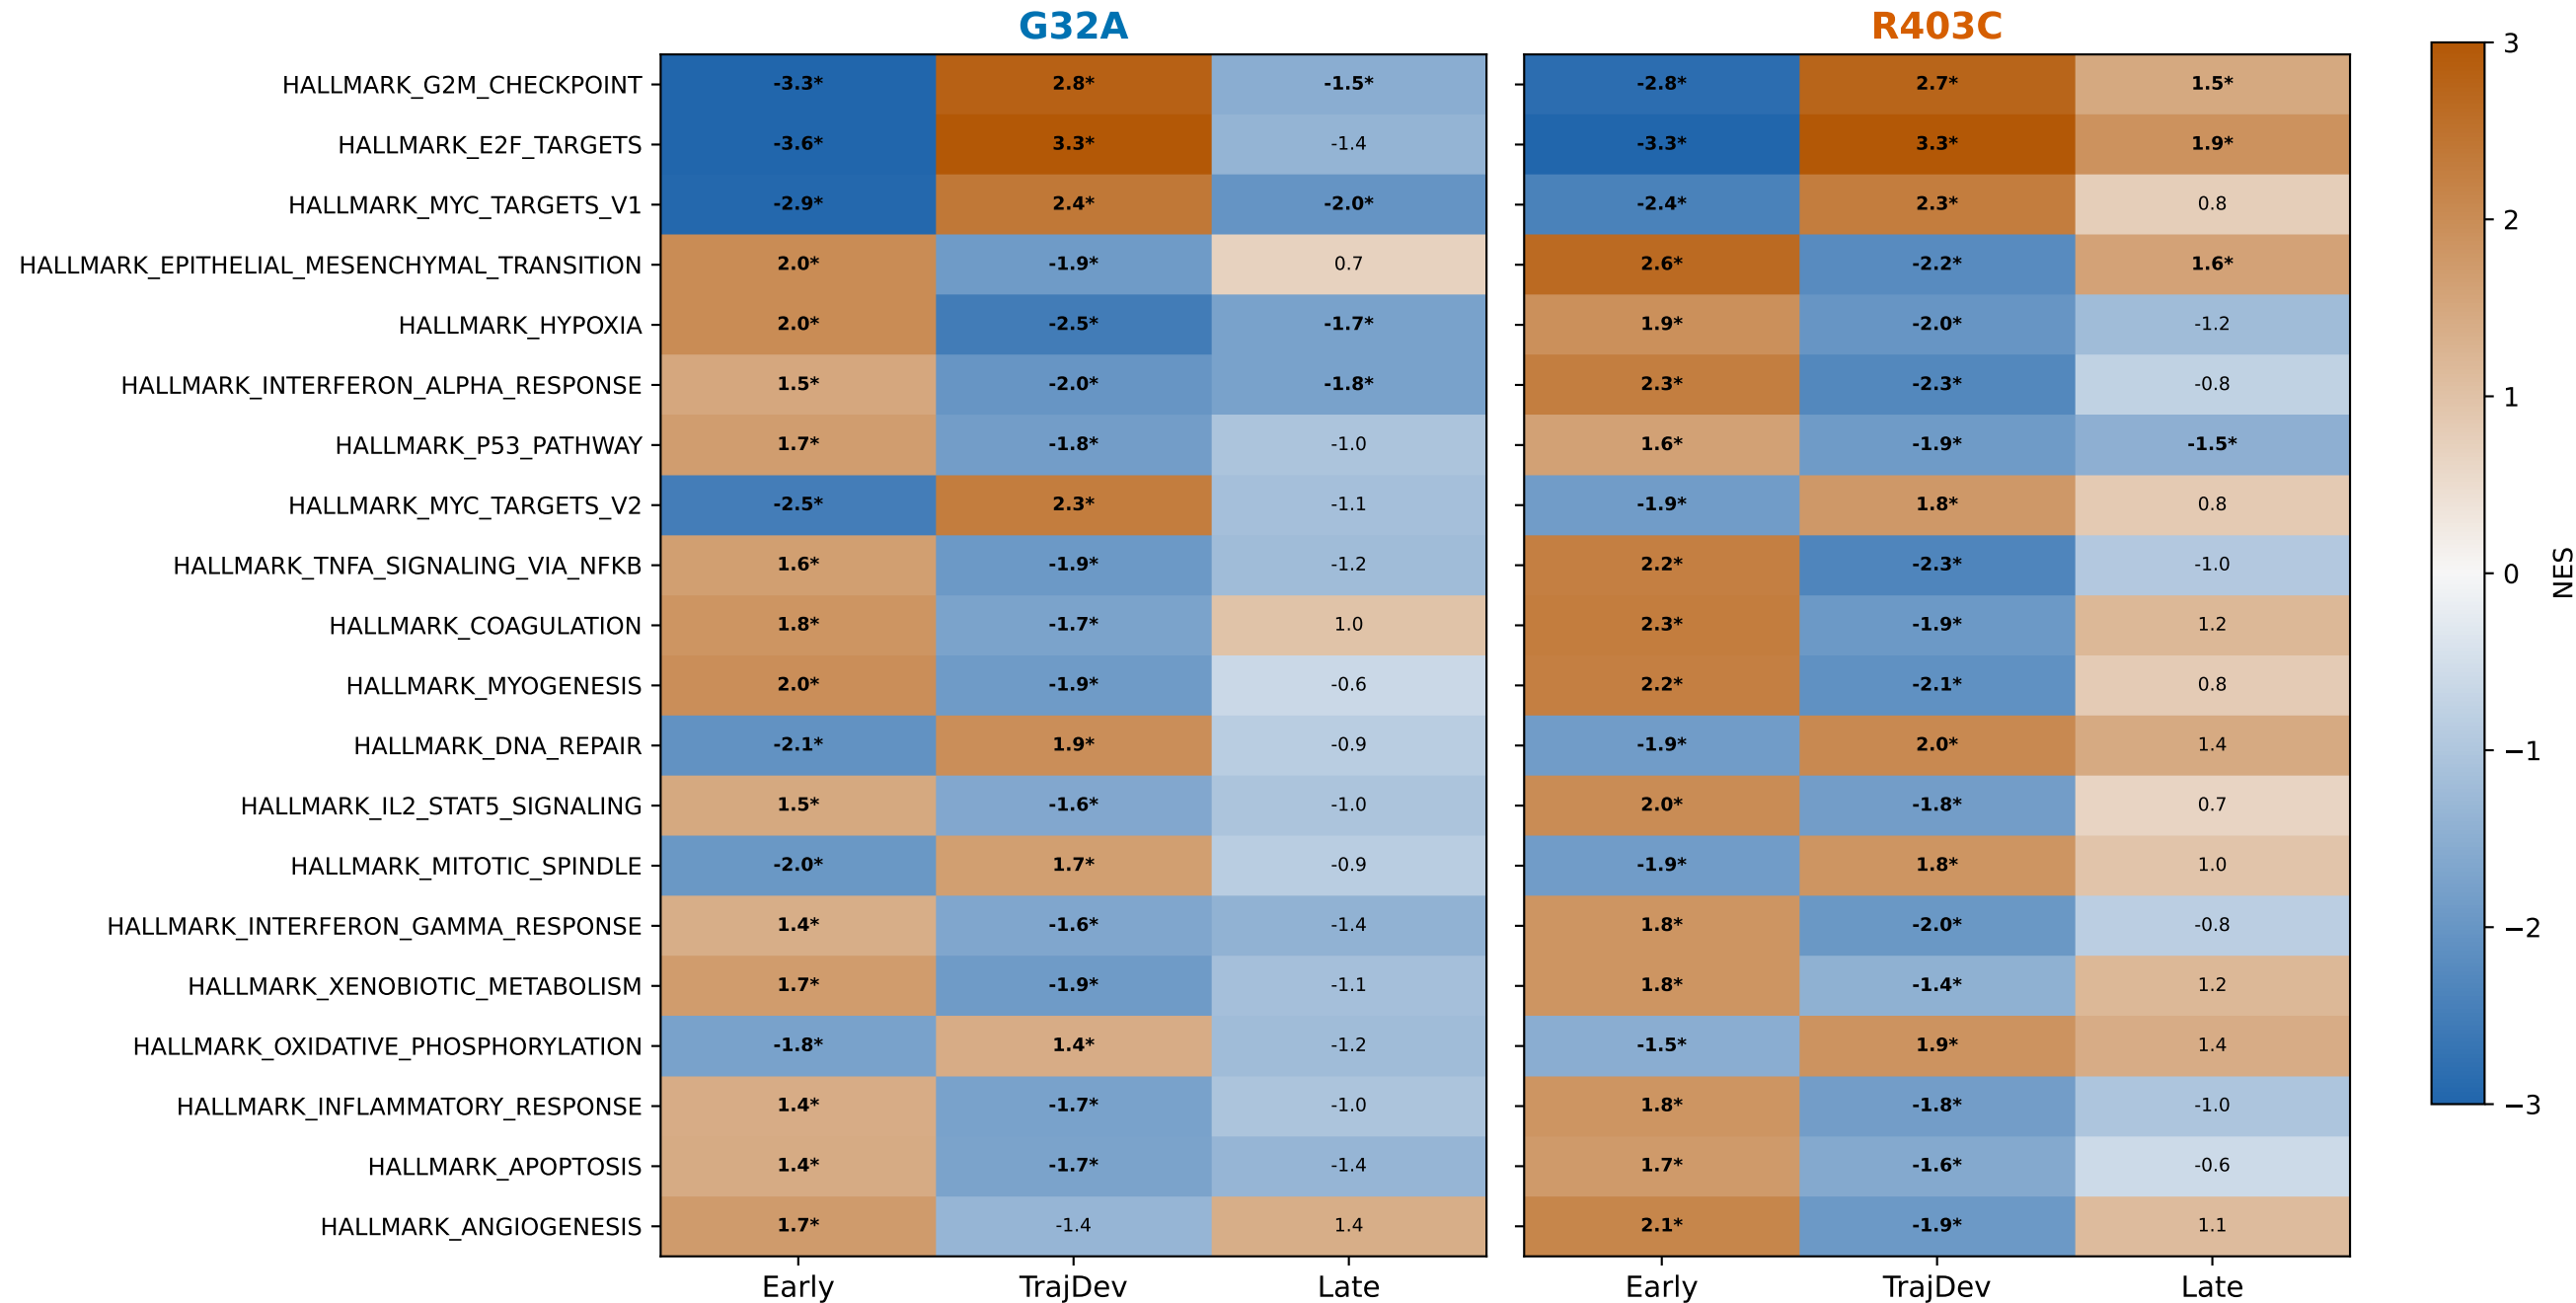 G32A R403C
HALLMARK_G2M_CHECKPOINT -3.3* 2.8* -1.5* -2.8* 2.7* 1.5*
HALLMARK_E2F_TARGETS -3.6* 3.3* -1.4 -3.3* 3.3* 1.9*
HALLMARK_MYC_TARGETS_V1 -2.9* 2.4* -2.0* -2.4* 2.3* 0.8
HALLMARK_EPITHELIAL_MESENCHYMAL_TRANSITION 2.0* -1.9* 0.7 2.6* -2.2* 1.6*
HALLMARK_HYPOXIA 2.0* -2.5* -1.7* 1.9* -2.0* -1.2
HALLMARK_INTERFERON_ALPHA_RESPONSE 1.5* -2.0* -1.8* 2.3* -2.3* -0.8
HALLMARK_P53_PATHWAY 1.7* -1.8* -1.0 1.6* -1.9* -1.5*
HALLMARK_MYC_TARGETS_V2 -2.5* 2.3* -1.1 -1.9* 1.8* 0.8
HALLMARK_TNFA_SIGNALING_VIA_NFKB 1.6* -1.9* -1.2 2.2* -2.3* -1.0
HALLMARK_COAGULATION 1.8* -1.7* 1.0 2.3* -1.9* 1.2
HALLMARK_MYOGENESIS 2.0* -1.9* -0.6 2.2* -2.1* 0.8
HALLMARK_DNA_REPAIR -2.1* 1.9* -0.9 -1.9* 2.0* 1.4
HALLMARK_IL2_STAT5_SIGNALING 1.5* -1.6* -1.0 2.0* -1.8* 0.7
HALLMARK_MITOTIC_SPINDLE -2.0* 1.7* -0.9 -1.9* 1.8* 1.0
HALLMARK_INTERFERON_GAMMA_RESPONSE 1.4* -1.6* -1.4 1.8* -2.0* -0.8
HALLMARK_XENOBIOTIC_METABOLISM 1.7* -1.9* -1.1 1.8* -1.4* 1.2
HALLMARK_OXIDATIVE_PHOSPHORYLATION -1.8* 1.4* -1.2 -1.5* 1.9* 1.4
HALLMARK_INFLAMMATORY_RESPONSE 1.4* -1.7* -1.0 1.8* -1.8* -1.0
HALLMARK_APOPTOSIS 1.4* -1.7* -1.4 1.7* -1.6* -0.6
HALLMARK_ANGIOGENESIS 1.7* -1.4 1.4 2.1* -1.9* 1.1
Early TrajDev Late Early TrajDev Late
3
2
1
0
−1
−2
−3
NES